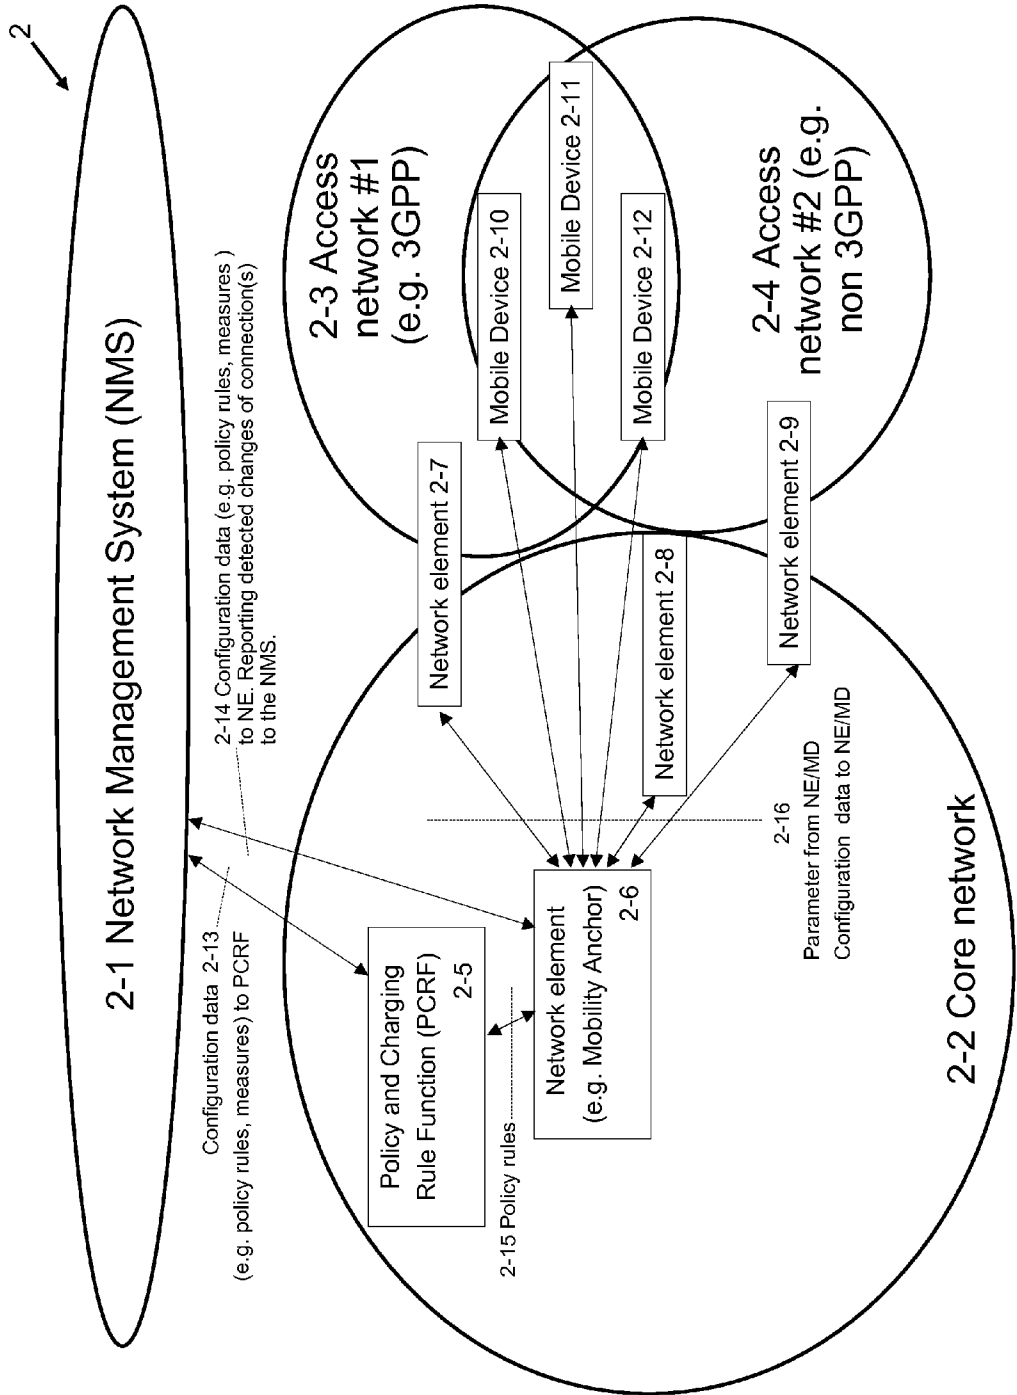 2
2-1 Network Management System (NMS)
Configuration data 2-13
(e.g. policy rules, measures) to PCRF
2-14 Configuration data (e.g. policy rules, measures )
to NE. Reporting detected changes of connection(s)
to the NMS.
2-3 Access
network #1
(e.g. 3GPP)
Policy and Charging
Rule Function (PCRF)
2-5
Network element 2-7
Mobile Device 2-10
2-15 Policy rules
Mobile Device 2-11
Network element
(e.g. Mobility Anchor)
2-6
Mobile Device 2-12
Network element 2-8
2-4 Access
network #2 (e.g.
non 3GPP)
Network element 2-9
2-16
Parameter from NE/MD
Configuration data to NE/MD
2-2 Core network